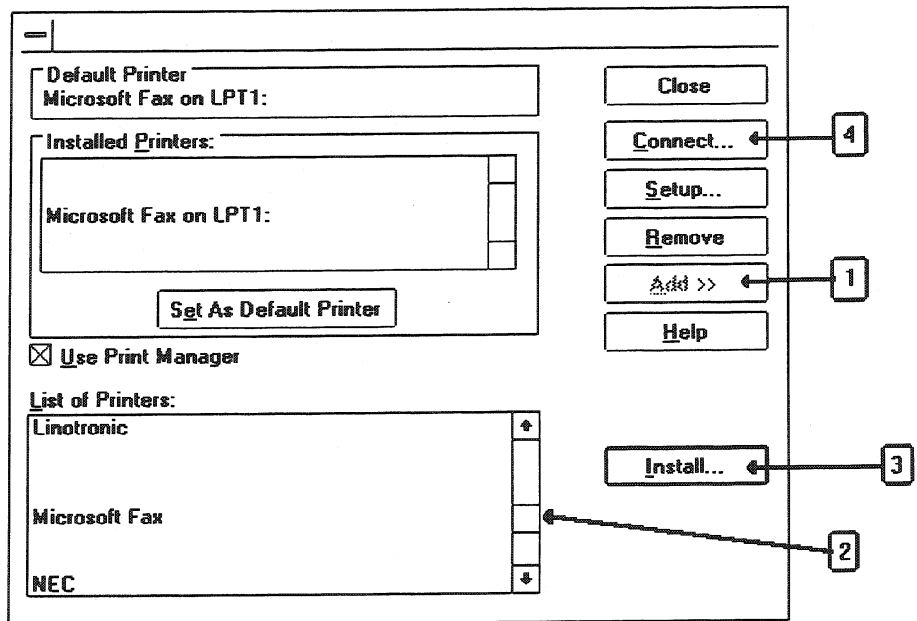 Default Printer
Microsoft Fax on LPT1:
Close
Installed Printers:
Connect...
4
Setup...
Microsoft Fax on LPT1:
Remove
Add >>
1
Set As Default Printer
Help
Use Print Manager
List of Printers:
Linotronic
Install...
3
Microsoft Fax
2
NEC